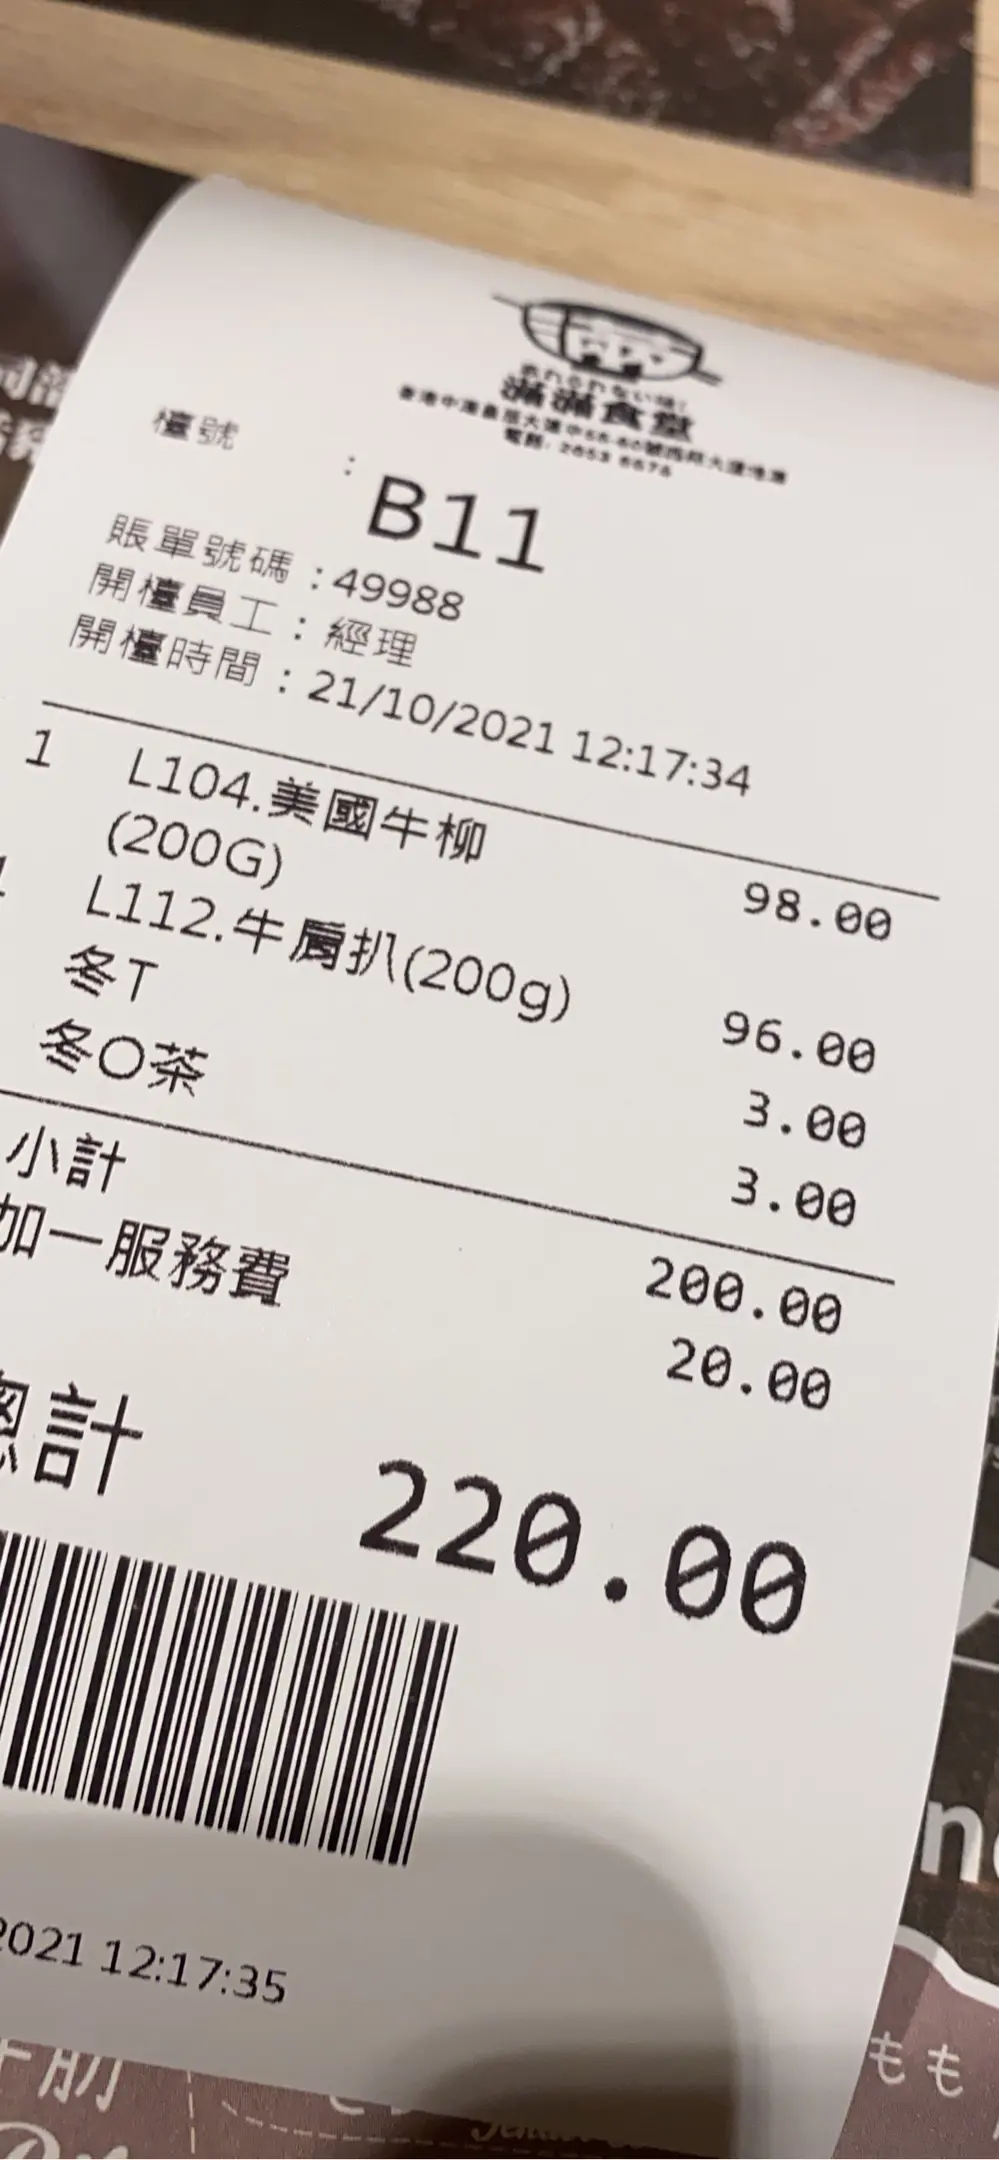 滿滿食堂
檯號 : B11
賬單號碼 : 49988
開檯員工 : 經理
開檯時間 : 21/10/2021 12:17:34
1 L104.美國牛柳
(200G) 98.00
1 L112.牛肩扒(200g)
96.00
冬T 3.00
冬O茶 3.00
小計 200.00
加一服務費 20.00
總計 220.00
2021 12:17:35
もも